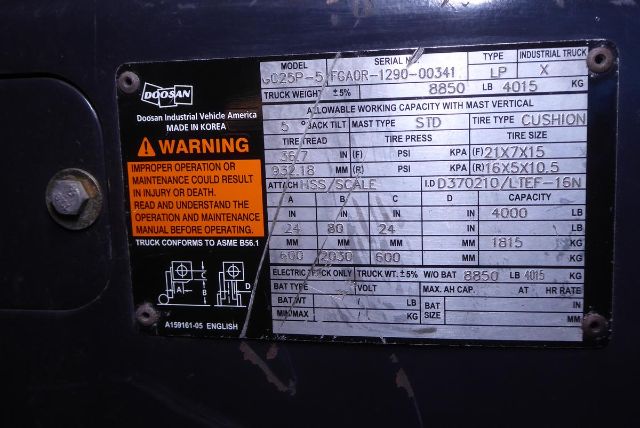 DOOSAN
Doosan Industrial Vehicle America
MADE IN KOREA
WARNING
IMPROPER OPERATION OR
MAINTENANCE COULD RESULT
IN INJURY OR DEATH.
READ AND UNDERSTAND THE
OPERATION AND MAINTENANCE
MANUAL BEFORE OPERATING.
TRUCK CONFORMS TO ASME B56.1
A B D
A159161-05 ENGLISH
MODEL SERIAL NO. TYPE INDUSTRIAL TRUCK
GC25P-5 FGA0R-1290-00341 LP X
TRUCK WEIGHT ±5% 8850 LB 4015 KG
ALLOWABLE WORKING CAPACITY WITH MAST VERTICAL
5 ° BACK TILT MAST TYPE STD TIRE TYPE CUSHION
TIRE TREAD TIRE PRESS TIRE SIZE
36.7 IN (F) PSI KPA (F) 21X7X15
932.18 MM (R) PSI KPA (R) 16X5X10.5
ATTACH HSS/SCALE I.D D370210/LTEF-16N
A B C D CAPACITY
IN IN IN IN 4000 LB
24 80 24
MM MM MM MM 1815 KG
600 2030 600
ELECTRIC TRUCK ONLY TRUCK WT. ±5% W/O BAT 8850 LB 4015 KG
BAT TYPE VOLT MAX. AH CAP. AT HR RATE
BAT WT LB BAT SIZE IN
MIN/MAX KG MM